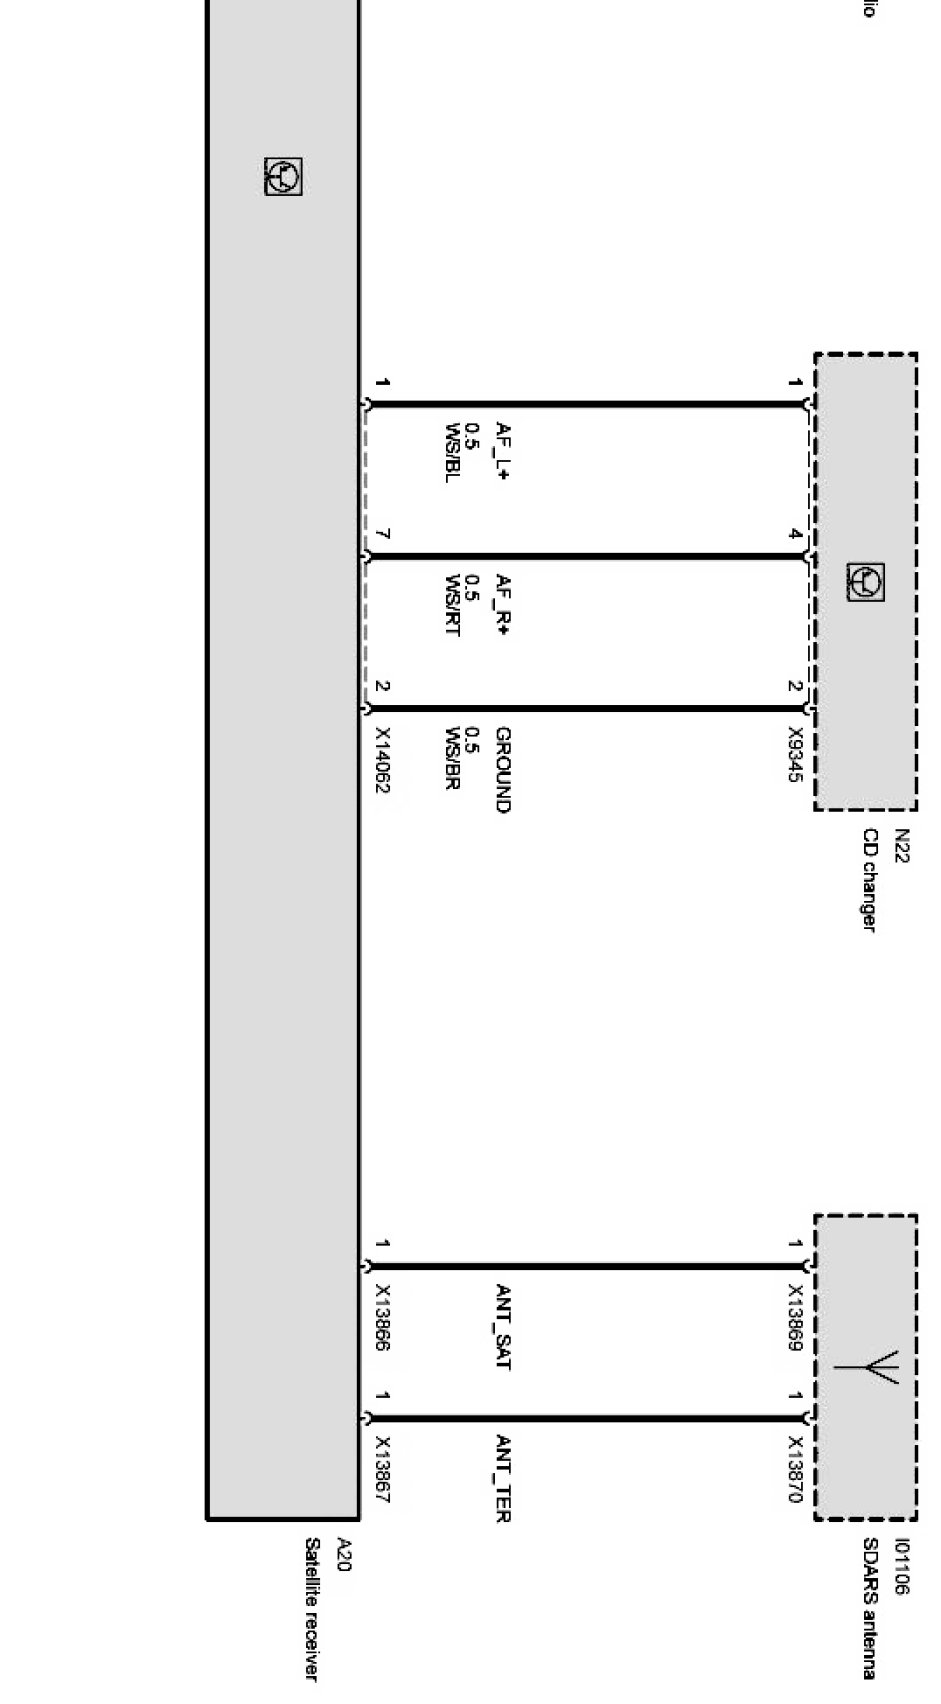 io
N22
CD changer
I01106
SDARS antenna
1
4
2
X9345
1
X13869
1
X13870
AF_L+
0.5
WS/BL
AF_R+
0.5
WS/RT
GROUND
0.5
WS/BR
ANT_SAT
ANT_TER
1
7
2
X14062
1
X13866
1
X13867
A20
Satellite receiver